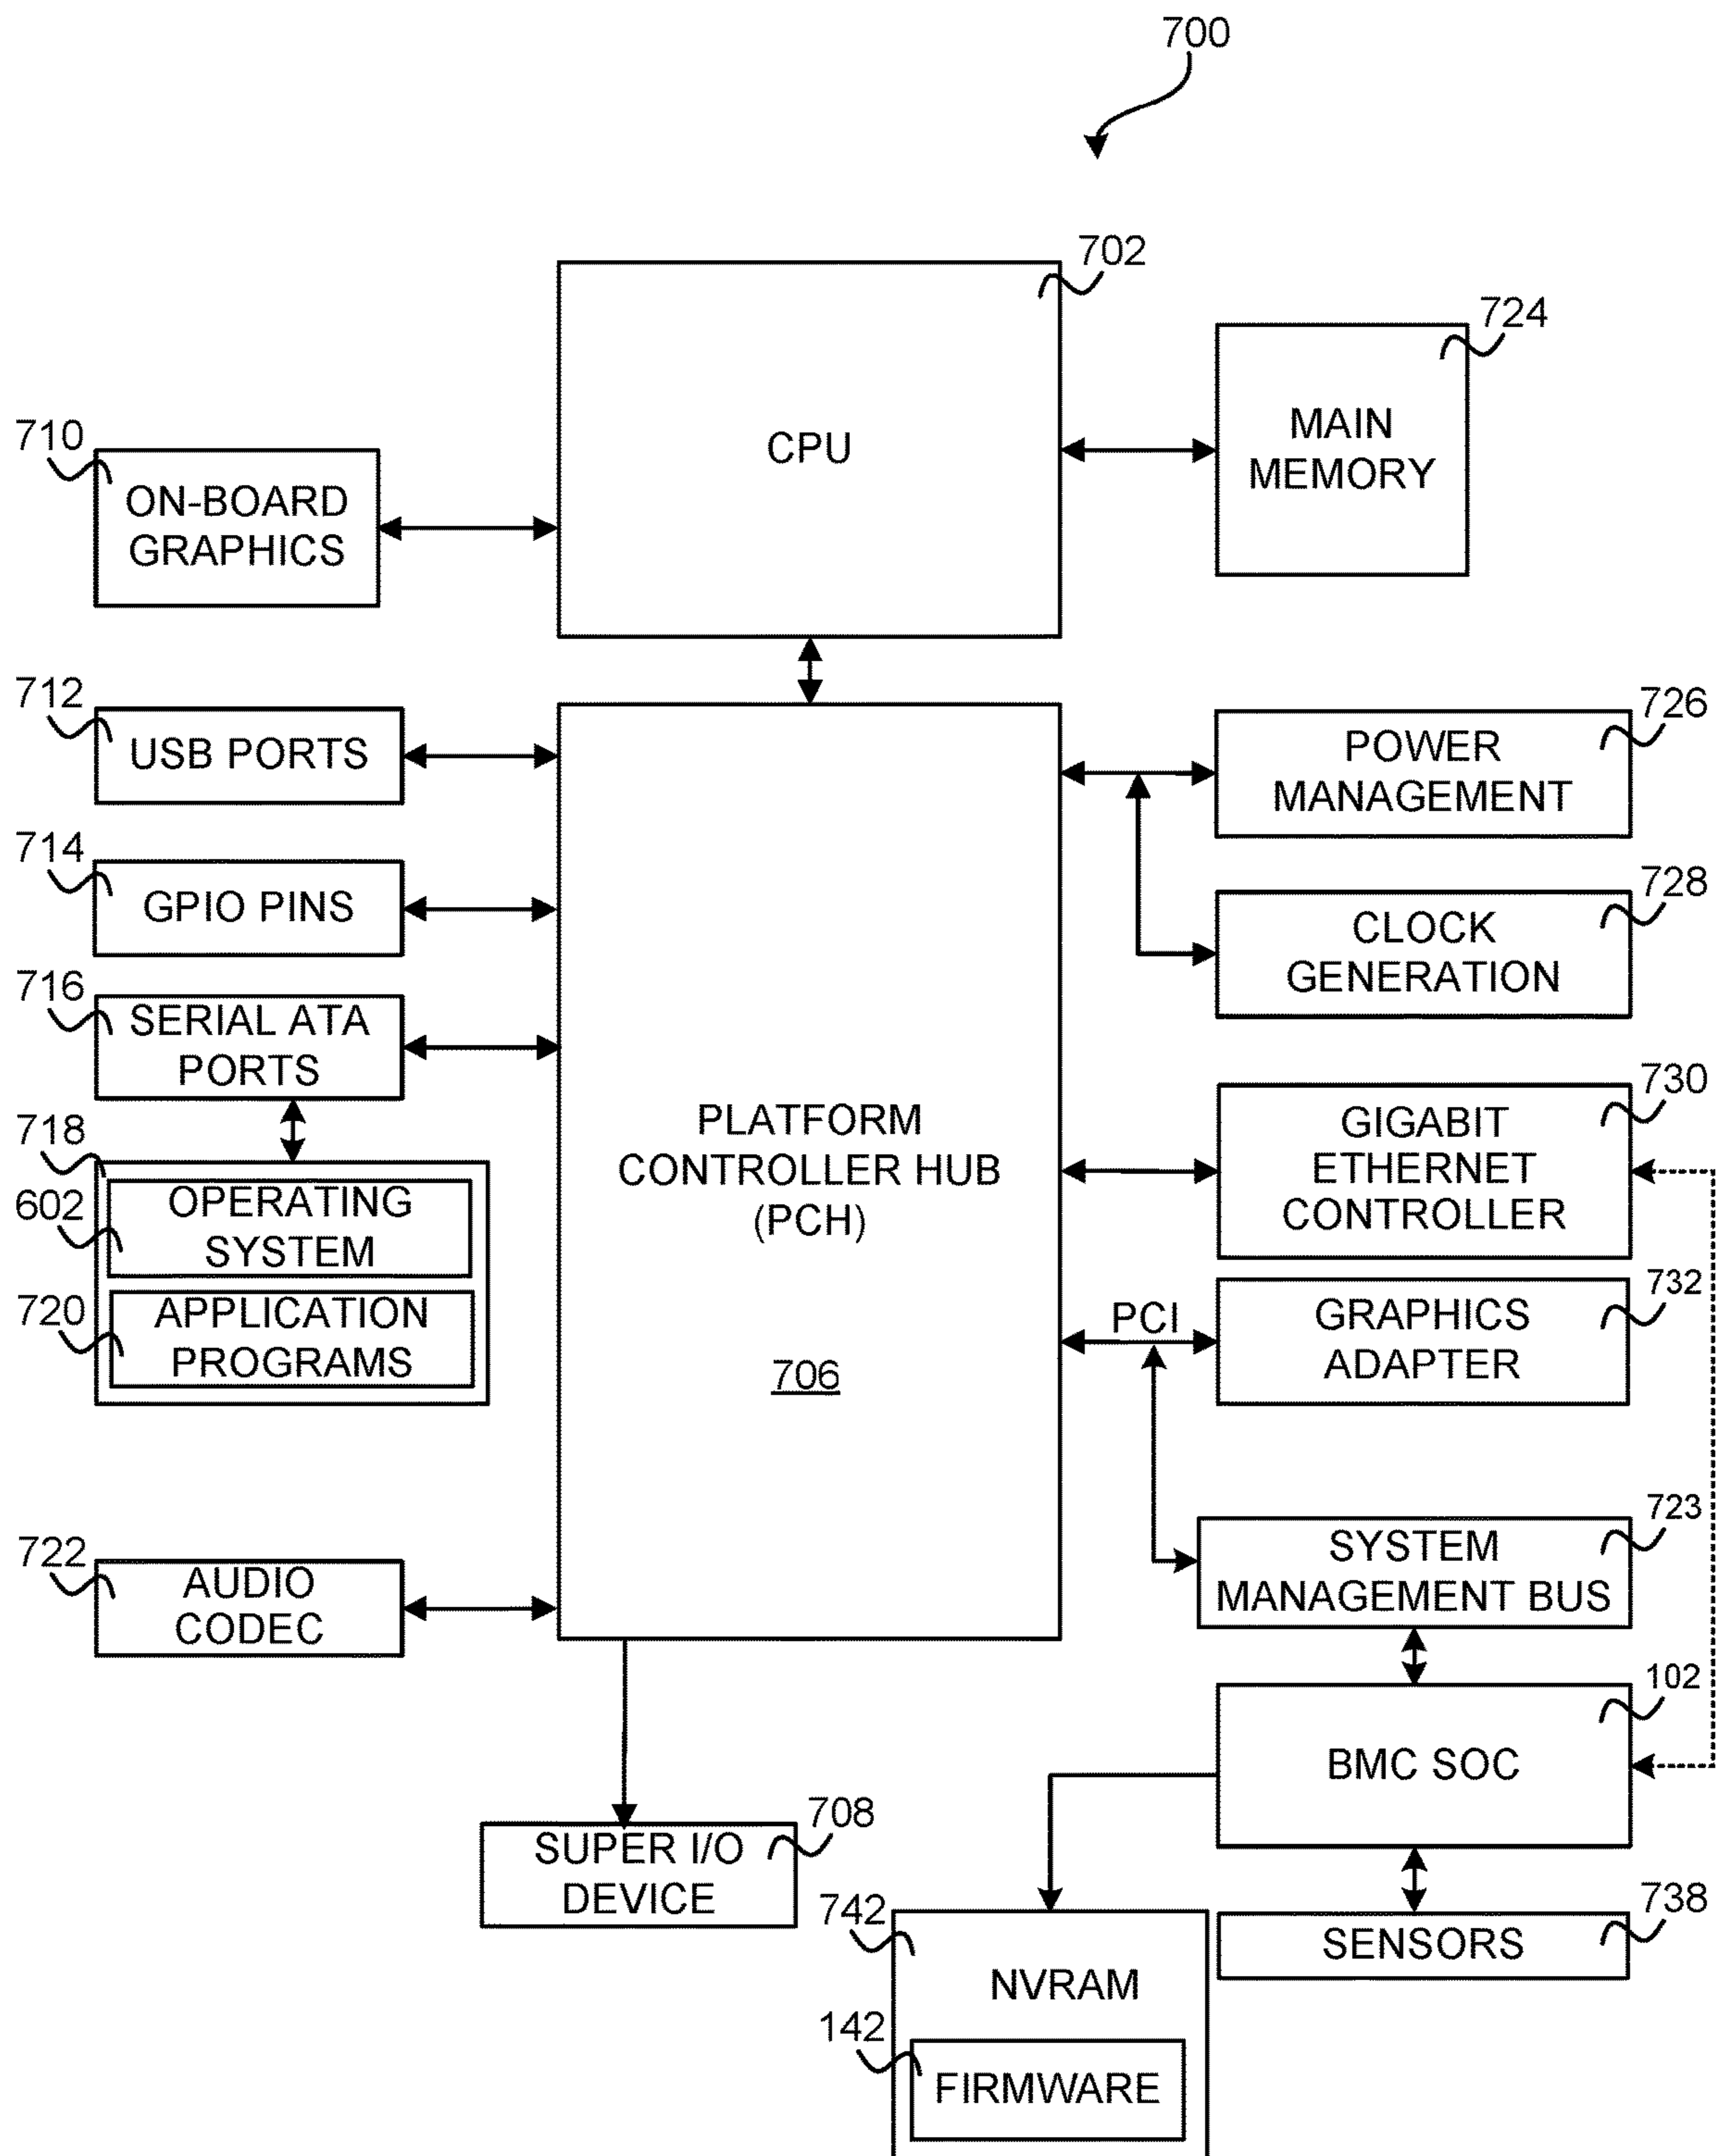 700
702
CPU
724
MAIN
MEMORY
710
ON-BOARD
GRAPHICS
712
USB PORTS
714
GPIO PINS
716
SERIAL ATA
PORTS
718
602
OPERATING
SYSTEM
720
APPLICATION
PROGRAMS
722
AUDIO
CODEC
PLATFORM
CONTROLLER HUB
(PCH)
706
726
POWER
MANAGEMENT
728
CLOCK
GENERATION
730
GIGABIT
ETHERNET
CONTROLLER
PCI
732
GRAPHICS
ADAPTER
723
SYSTEM
MANAGEMENT BUS
102
BMC SOC
708
SUPER I/O
DEVICE
738
SENSORS
742
NVRAM
142
FIRMWARE